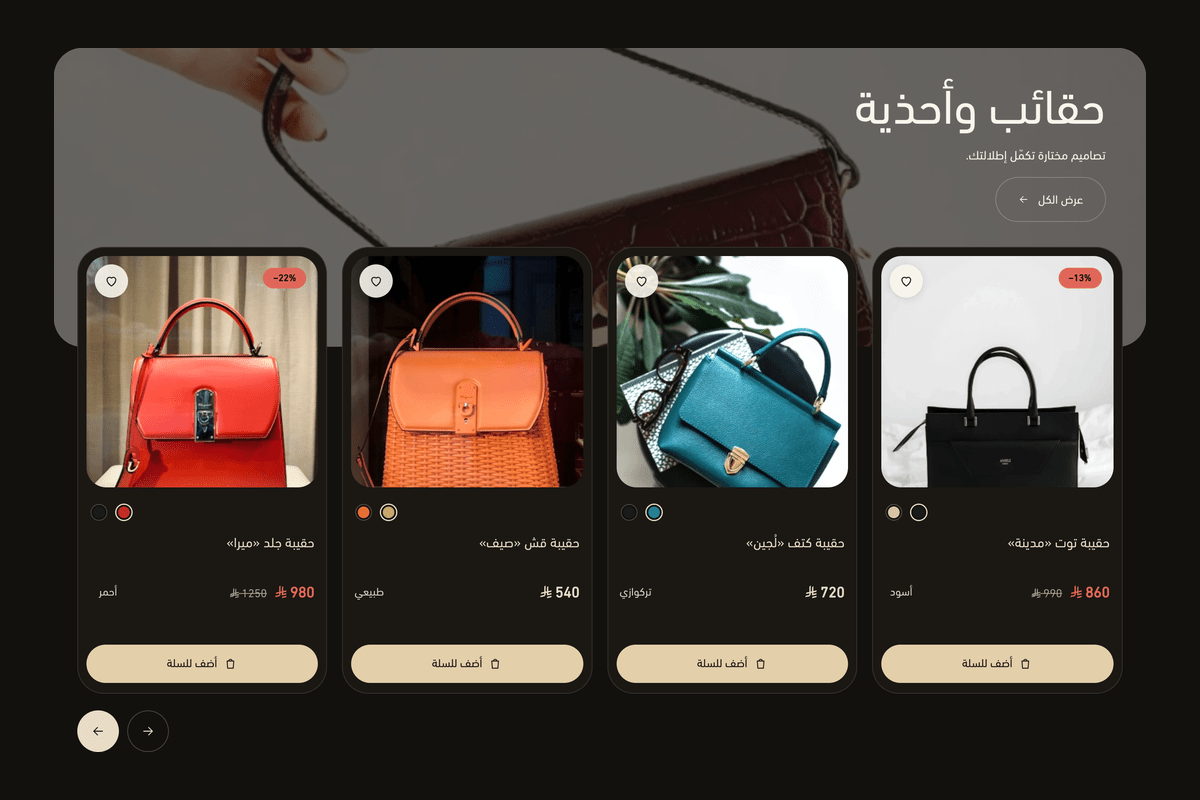 حقائب وأحذية
تصاميم مختارة تكمّل إطلالتك.
عرض الكل
−13%
حقيبة توت «مدينة»
860 990 أسود
أضف للسلة
حقيبة كتف «لُجين»
720 تركوازي
أضف للسلة
حقيبة قش «صيف»
540 طبيعي
أضف للسلة
−22%
حقيبة جلد «ميرا»
980 1250 أحمر
أضف للسلة